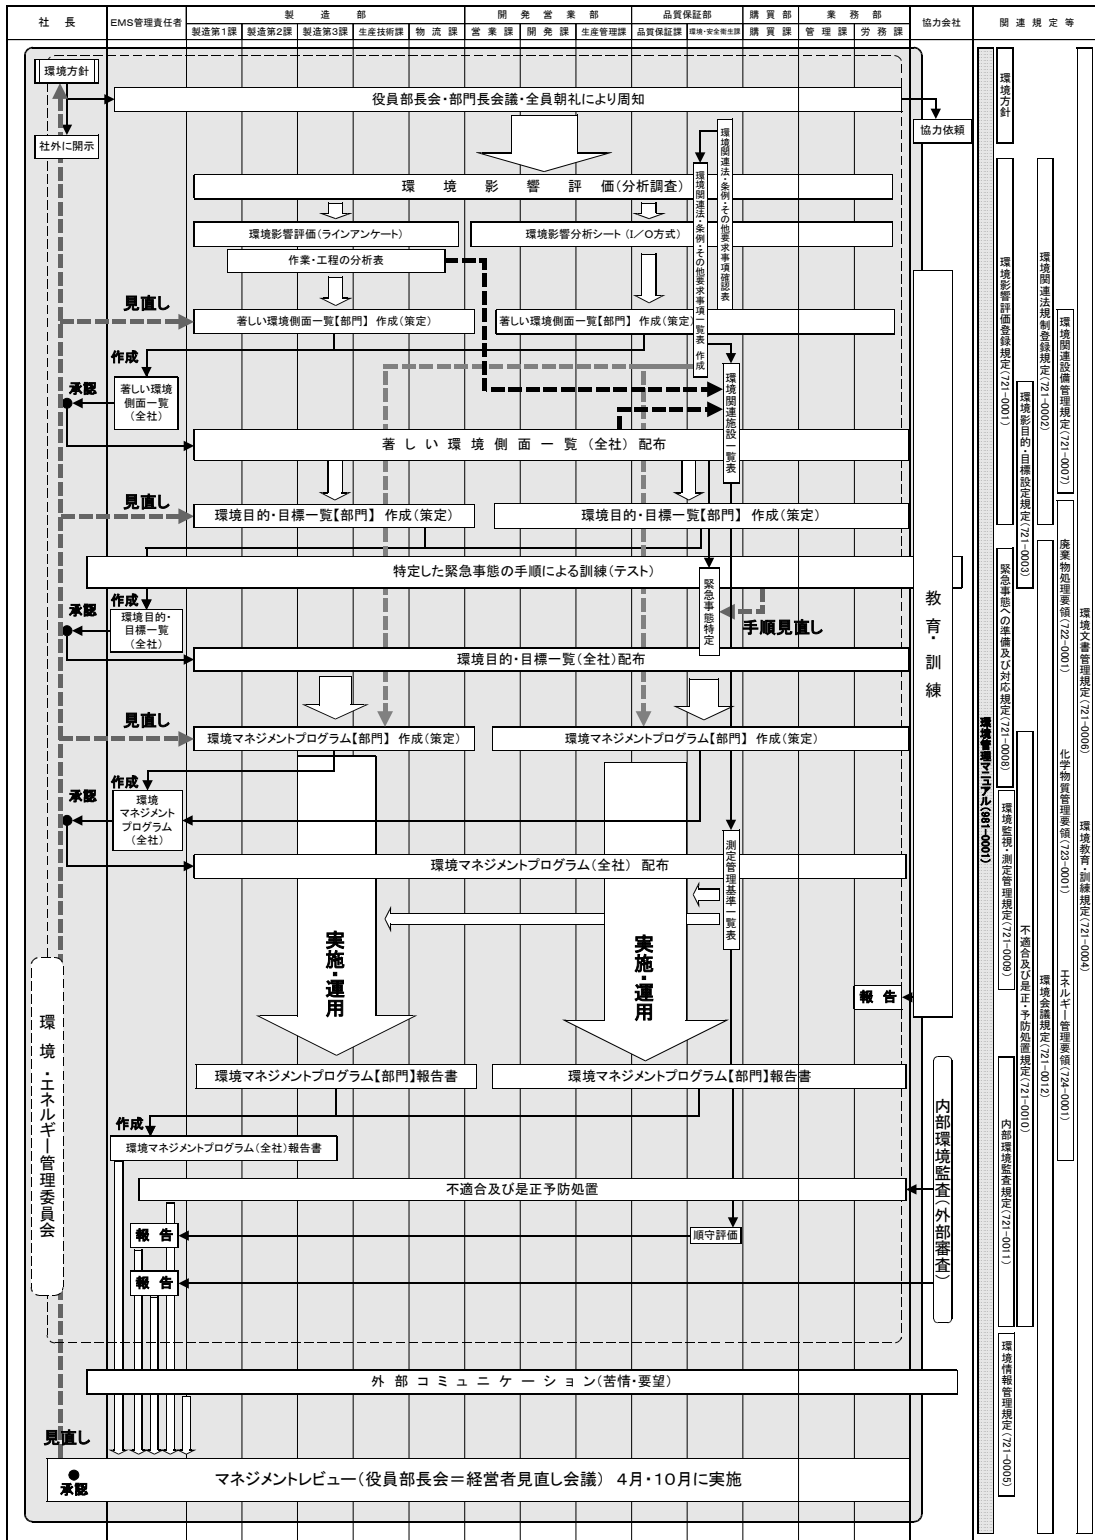 社 長
EMS管理責任者
製 造 部
開 発 営 業 部
品質保証部
購 買 部
業 務 部
協力会社
関 連 規 定 等
製造第1課
製造第2課
製造第3課
生産技術課
物 流 課
営 業 課
開 発 課
生産管理課
品質保証課
環境・安全衛生課
購 買 課
管 理 課
労 務 課
環境方針
役員部長会・部門長会議・全員朝礼により周知
社外に開示
協力依頼
環境関連法・条例・その他要求事項確認表
環境関連法・条例・その他要求事項一覧表 作成
環 境 影 響 評 価(分析調査)
環境影響評価(ラインアンケート)
環境影響分析シート(I/O方式)
作業・工程の分析表
見直し
著しい環境側面一覧【部門】 作成(策定)
著しい環境側面一覧【部門】 作成(策定)
作成
承認
著しい環境
側面一覧
(全社)
環境関連施設一覧表
著 し い 環 境 側 面 一 覧 (全社) 配布
見直し
環境目的・目標一覧【部門】 作成(策定)
環境目的・目標一覧【部門】 作成(策定)
特定した緊急事態の手順による訓練(テスト)
緊急事態特定
教育・訓練
作成
承認
環境目的・
目標一覧
(全社)
手順見直し
環境目的・目標一覧(全社)配布
見直し
環境マネジメントプログラム【部門】 作成(策定)
環境マネジメントプログラム【部門】 作成(策定)
作成
承認
環境
マネジメント
プログラム
(全社)
測定管理基準一覧表
環境マネジメントプログラム(全社) 配布
実施・運用
実施・運用
報 告
環境・エネルギー管理委員会
環境マネジメントプログラム【部門】報告書
環境マネジメントプログラム【部門】報告書
作成
環境マネジメントプログラム(全社)報告書
内部環境監査(外部審査)
不適合及び是正予防処置
報 告
順守評価
報 告
外 部 コ ミ ュ ニ ケ ー シ ョ ン(苦情・要望)
見直し
承認
マネジメントレビュー(役員部長会=経営者見直し会議) 4月・10月に実施
環境管理マニュアル(981-0001)
環境方針
環境影響評価登録規定(721-0001)
緊急事態への準備及び対応規定(721-0008)
環境監視・測定管理規定(721-0009)
内部環境監査規定(721-0011)
環境情報管理規定(721-0005)
環境影目的・目標設定規定(721-0003)
不適合及び是正・予防処置規定(721-0010)
環境関連法規制登録規定(721-0002)
環境会議規定(721-0012)
環境関連設備管理規定(721-0007)
廃棄物処理要領(722-0001)
化学物質管理要領(723-0001)
エネルギー管理要領(724-0001)
環境文書管理規定(721-0006)
環境教育・訓練規定(721-0004)